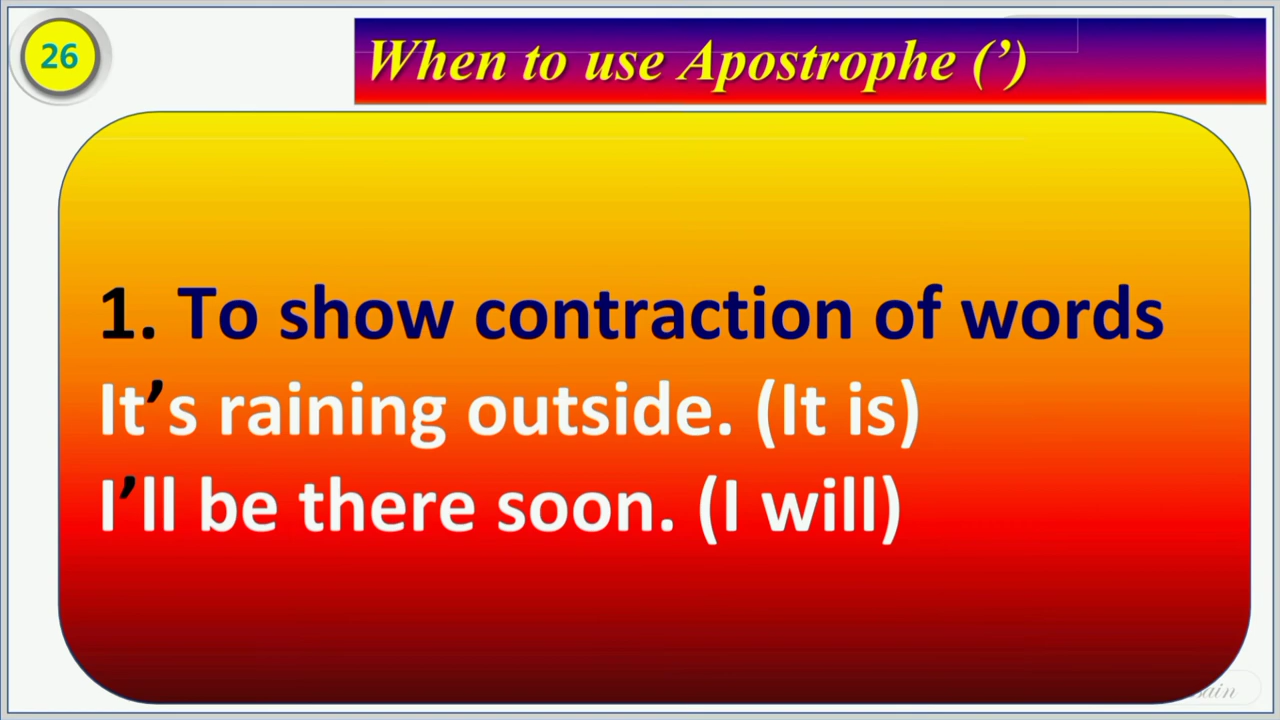 26
When to use Apostrophe (’)
1. To show contraction of words
It’s raining outside. (It is)
I’ll be there soon. (I will)